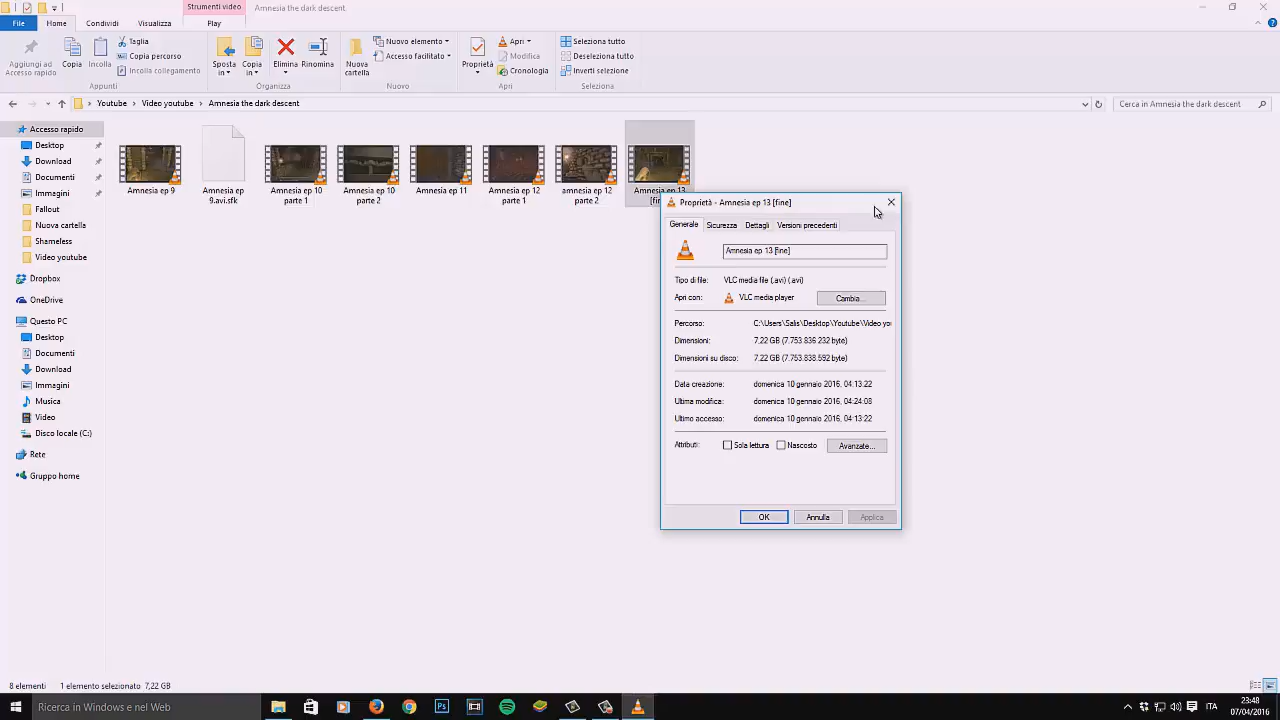 Strumenti video
Amnesia the dark descent
File
Home
Condividi
Visualizza
Play
Aggiungi ad Accesso rapido
Copia
Incolla
Taglia
Copia percorso
Incolla collegamento
Appunti
Sposta in
Copia in
Elimina
Rinomina
Organizza
Nuova cartella
Nuovo elemento
Accesso facilitato
Nuovo
Proprietà
Apri
Modifica
Cronologia
Apri
Seleziona tutto
Deseleziona tutto
Inverti selezione
Seleziona
Youtube > Video youtube > Amnesia the dark descent
Cerca in Amnesia the dark descent
Accesso rapido
Desktop
Download
Documenti
Immagini
Fallout
Nuova cartella
Shameless
Video youtube
Dropbox
OneDrive
Questo PC
Desktop
Documenti
Download
Immagini
Musica
Video
Disco locale (C:)
Rete
Gruppo home
Amnesia ep 9
Amnesia ep 9.avi.sfk
Amnesia ep 10 parte 1
Amnesia ep 10 parte 2
Amnesia ep 11
Amnesia ep 12 parte 1
amnesia ep 12 parte 2
Amnesia ep 13
Proprietà - Amnesia ep 13 [fine]
Generale
Sicurezza
Dettagli
Versioni precedenti
Amnesia ep 13 [fine]
Tipo di file: VLC media file (.avi) (.avi)
Apri con: VLC media player
Cambia...
Percorso: C:\Users\Salis\Desktop\Youtube\Video yo
Dimensioni: 7,22 GB (7.753.836.232 byte)
Dimensioni su disco: 7,22 GB (7.753.838.592 byte)
Data creazione: domenica 10 gennaio 2016, 04:13:22
Ultima modifica: domenica 10 gennaio 2016, 04:24:08
Ultimo accesso: domenica 10 gennaio 2016, 04:13:22
Attributi: Sola lettura Nascosto Avanzate...
OK
Annulla
Applica
8 elementi 1 elemento selezionato 7,22 GB
Ricerca in Windows e nel Web
Ps
ITA
23:48
07/04/2016